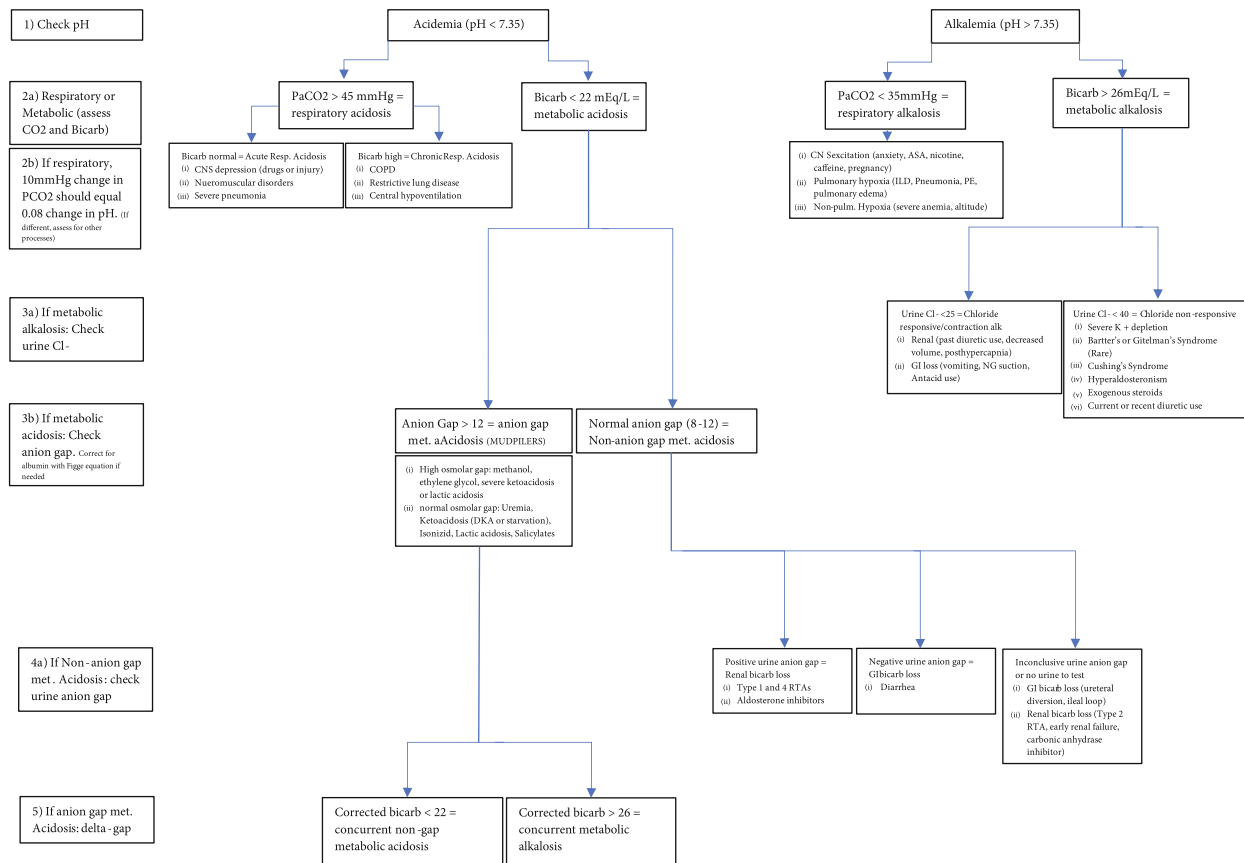 1) Check pH
Acidemia (pH < 7.35)
Alkalemia (pH > 7.35)
2a) Respiratory or
Metabolic (assess
CO2 and Bicarb)
PaCO2 > 45 mmHg =
respiratory acidosis
Bicarb < 22 mEq/L =
metabolic acidosis
PaCO2 < 35mmHg =
respiratory alkalosis
Bicarb > 26mEq/L =
metabolic alkalosis
2b) If respiratory,
10mmHg change in
PCO2 should equal
0.08 change in pH. (If
different, assess for other
processes)
Bicarb normal = Acute Resp. Acidosis
(i) CNS depression (drugs or injury)
(ii) Nueromuscular disorders
(iii) Severe pneumonia
Bicarb high = ChronicResp. Acidosis
(i) COPD
(ii) Restrictive lung disease
(iii) Central hypoventilation
(i) CN Sexcitation (anxiety, ASA, nicotine,
caffeine, pregnancy)
(ii) Pulmonary hypoxia (ILD, Pneumonia, PE,
pulmonary edema)
(iii) Non-pulm. Hypoxia (severe anemia, altitude)
3a) If metabolic
alkalosis: Check
urine Cl-
Urine Cl- <25 = Chloride
responsive/contraction alk
(i) Renal (past diuretic use, decreased
volume, posthypercapnia)
(ii) GI loss (vomiting, NG suction,
Antacid use)
Urine Cl- < 40 = Chloride non-responsive
(i) Severe K + depletion
(ii) Bartter's or Gitelman's Syndrome
(Rare)
(iii) Cushing's Syndrome
(iv) Hyperaldosteronism
(v) Exogenous steroids
(vi) Current or recent diuretic use
3b) If metabolic
acidosis: Check
anion gap. Correct for
albumin with Figge equation if
needed
Anion Gap > 12 = anion gap
met. aAcidosis (MUDPILERS)
Normal anion gap (8-12) =
Non-anion gap met. acidosis
(i) High osmolar gap: methanol,
ethylene glycol, severe ketoacidosis
or lactic acidosis
(ii) normal osmolar gap: Uremia,
Ketoacidosis (DKA or starvation),
Isonizid, Lactic acidosis, Salicylates
4a) If Non-anion gap
met. Acidosis: check
urine anion gap
Positive urine anion gap =
Renal bicarb loss
(i) Type 1 and 4 RTAs
(ii) Aldosterone inhibitors
Negative urine anion gap =
GIbicarb loss
(i) Diarrhea
Inconclusive urine anion gap
or no urine to test
(i) GI bicarb loss (ureteral
diversion, ileal loop)
(ii) Renal bicarb loss (Type 2
RTA, early renal failure,
carbonic anhydrase
inhibitor)
5) If anion gap met.
Acidosis: delta-gap
Corrected bicarb < 22 =
concurrent non-gap
metabolic acidosis
Corrected bicarb > 26 =
concurrent metabolic
alkalosis